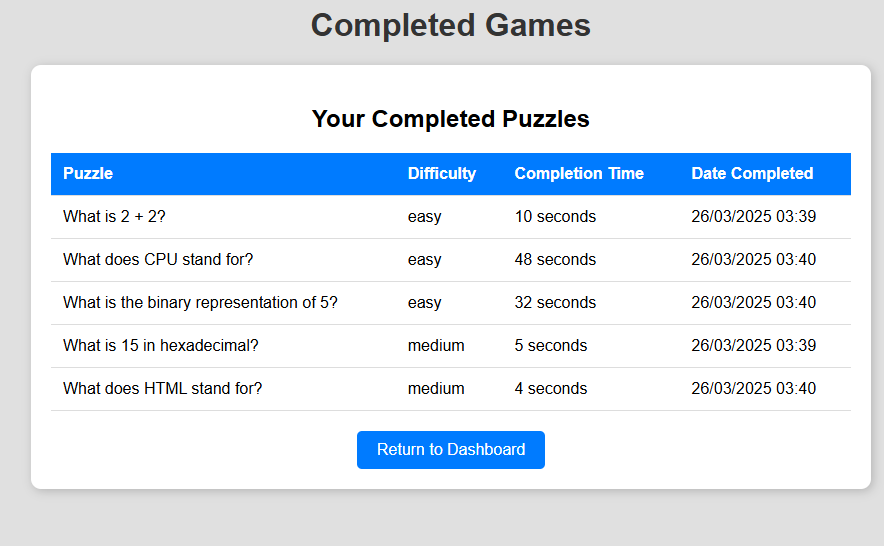 Completed Games
Your Completed Puzzles
Puzzle Difficulty Completion Time Date Completed
What is 2 + 2? easy 10 seconds 26/03/2025 03:39
What does CPU stand for? easy 48 seconds 26/03/2025 03:40
What is the binary representation of 5? easy 32 seconds 26/03/2025 03:40
What is 15 in hexadecimal? medium 5 seconds 26/03/2025 03:39
What does HTML stand for? medium 4 seconds 26/03/2025 03:40
Return to Dashboard